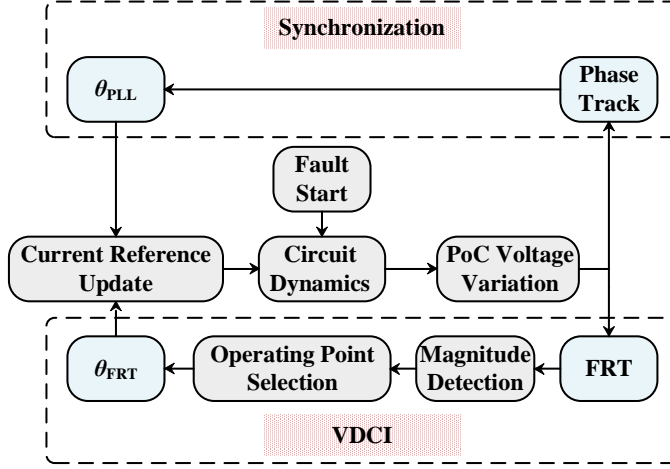 Synchronization
θPLL
Phase
Track
Fault
Start
Current Reference
Update
Circuit
Dynamics
PoC Voltage
Variation
θFRT
Operating Point
Selection
Magnitude
Detection
FRT
VDCI